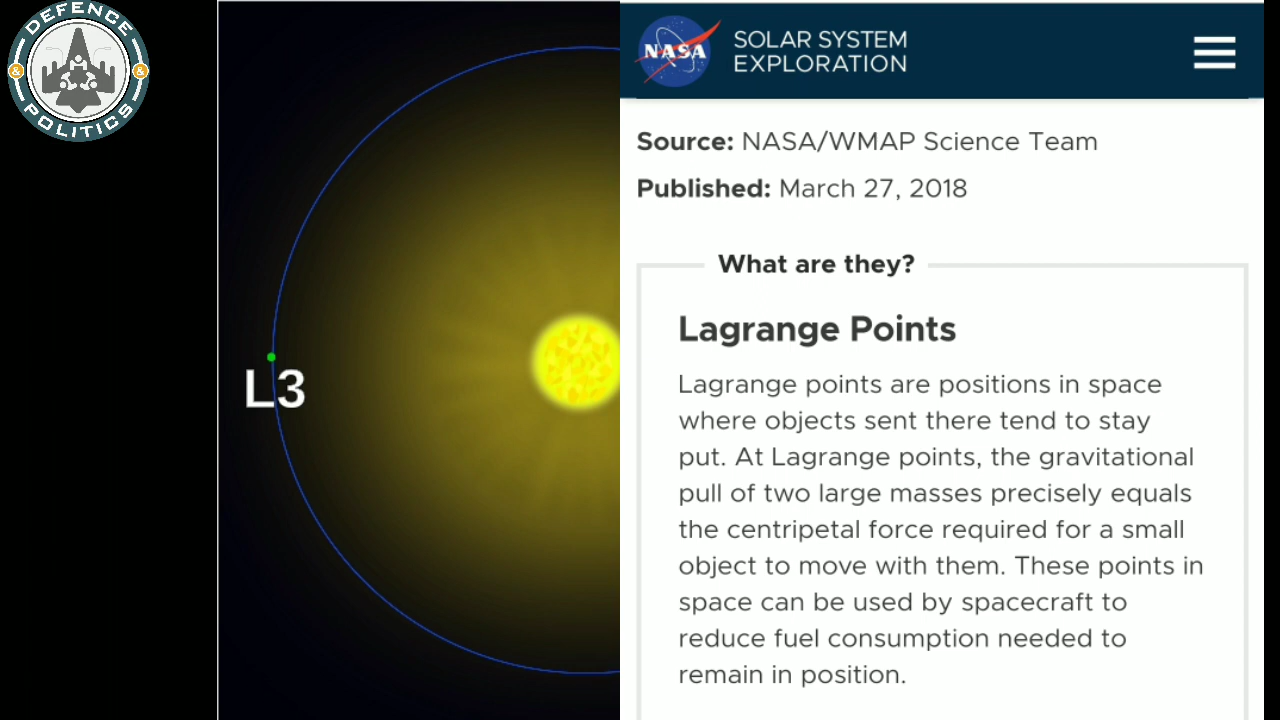 DEFENCE
& &
POLITICS
L3
NASA
SOLAR SYSTEM
EXPLORATION
Source: NASA/WMAP Science Team
Published: March 27, 2018
What are they?
Lagrange Points
Lagrange points are positions in space
where objects sent there tend to stay
put. At Lagrange points, the gravitational
pull of two large masses precisely equals
the centripetal force required for a small
object to move with them. These points in
space can be used by spacecraft to
reduce fuel consumption needed to
remain in position.